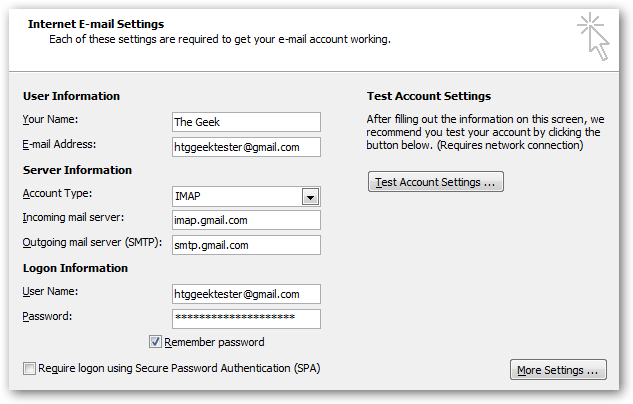 Internet E-mail Settings
Each of these settings are required to get your e-mail account working.
User Information
Your Name: The Geek
E-mail Address: htggeektester@gmail.com
Server Information
Account Type: IMAP
Incoming mail server: imap.gmail.com
Outgoing mail server (SMTP): smtp.gmail.com
Logon Information
User Name: htggeektester@gmail.com
Password: ********************
Remember password
Require logon using Secure Password Authentication (SPA)
Test Account Settings
After filling out the information on this screen, we
recommend you test your account by clicking the
button below. (Requires network connection)
Test Account Settings ...
More Settings ...